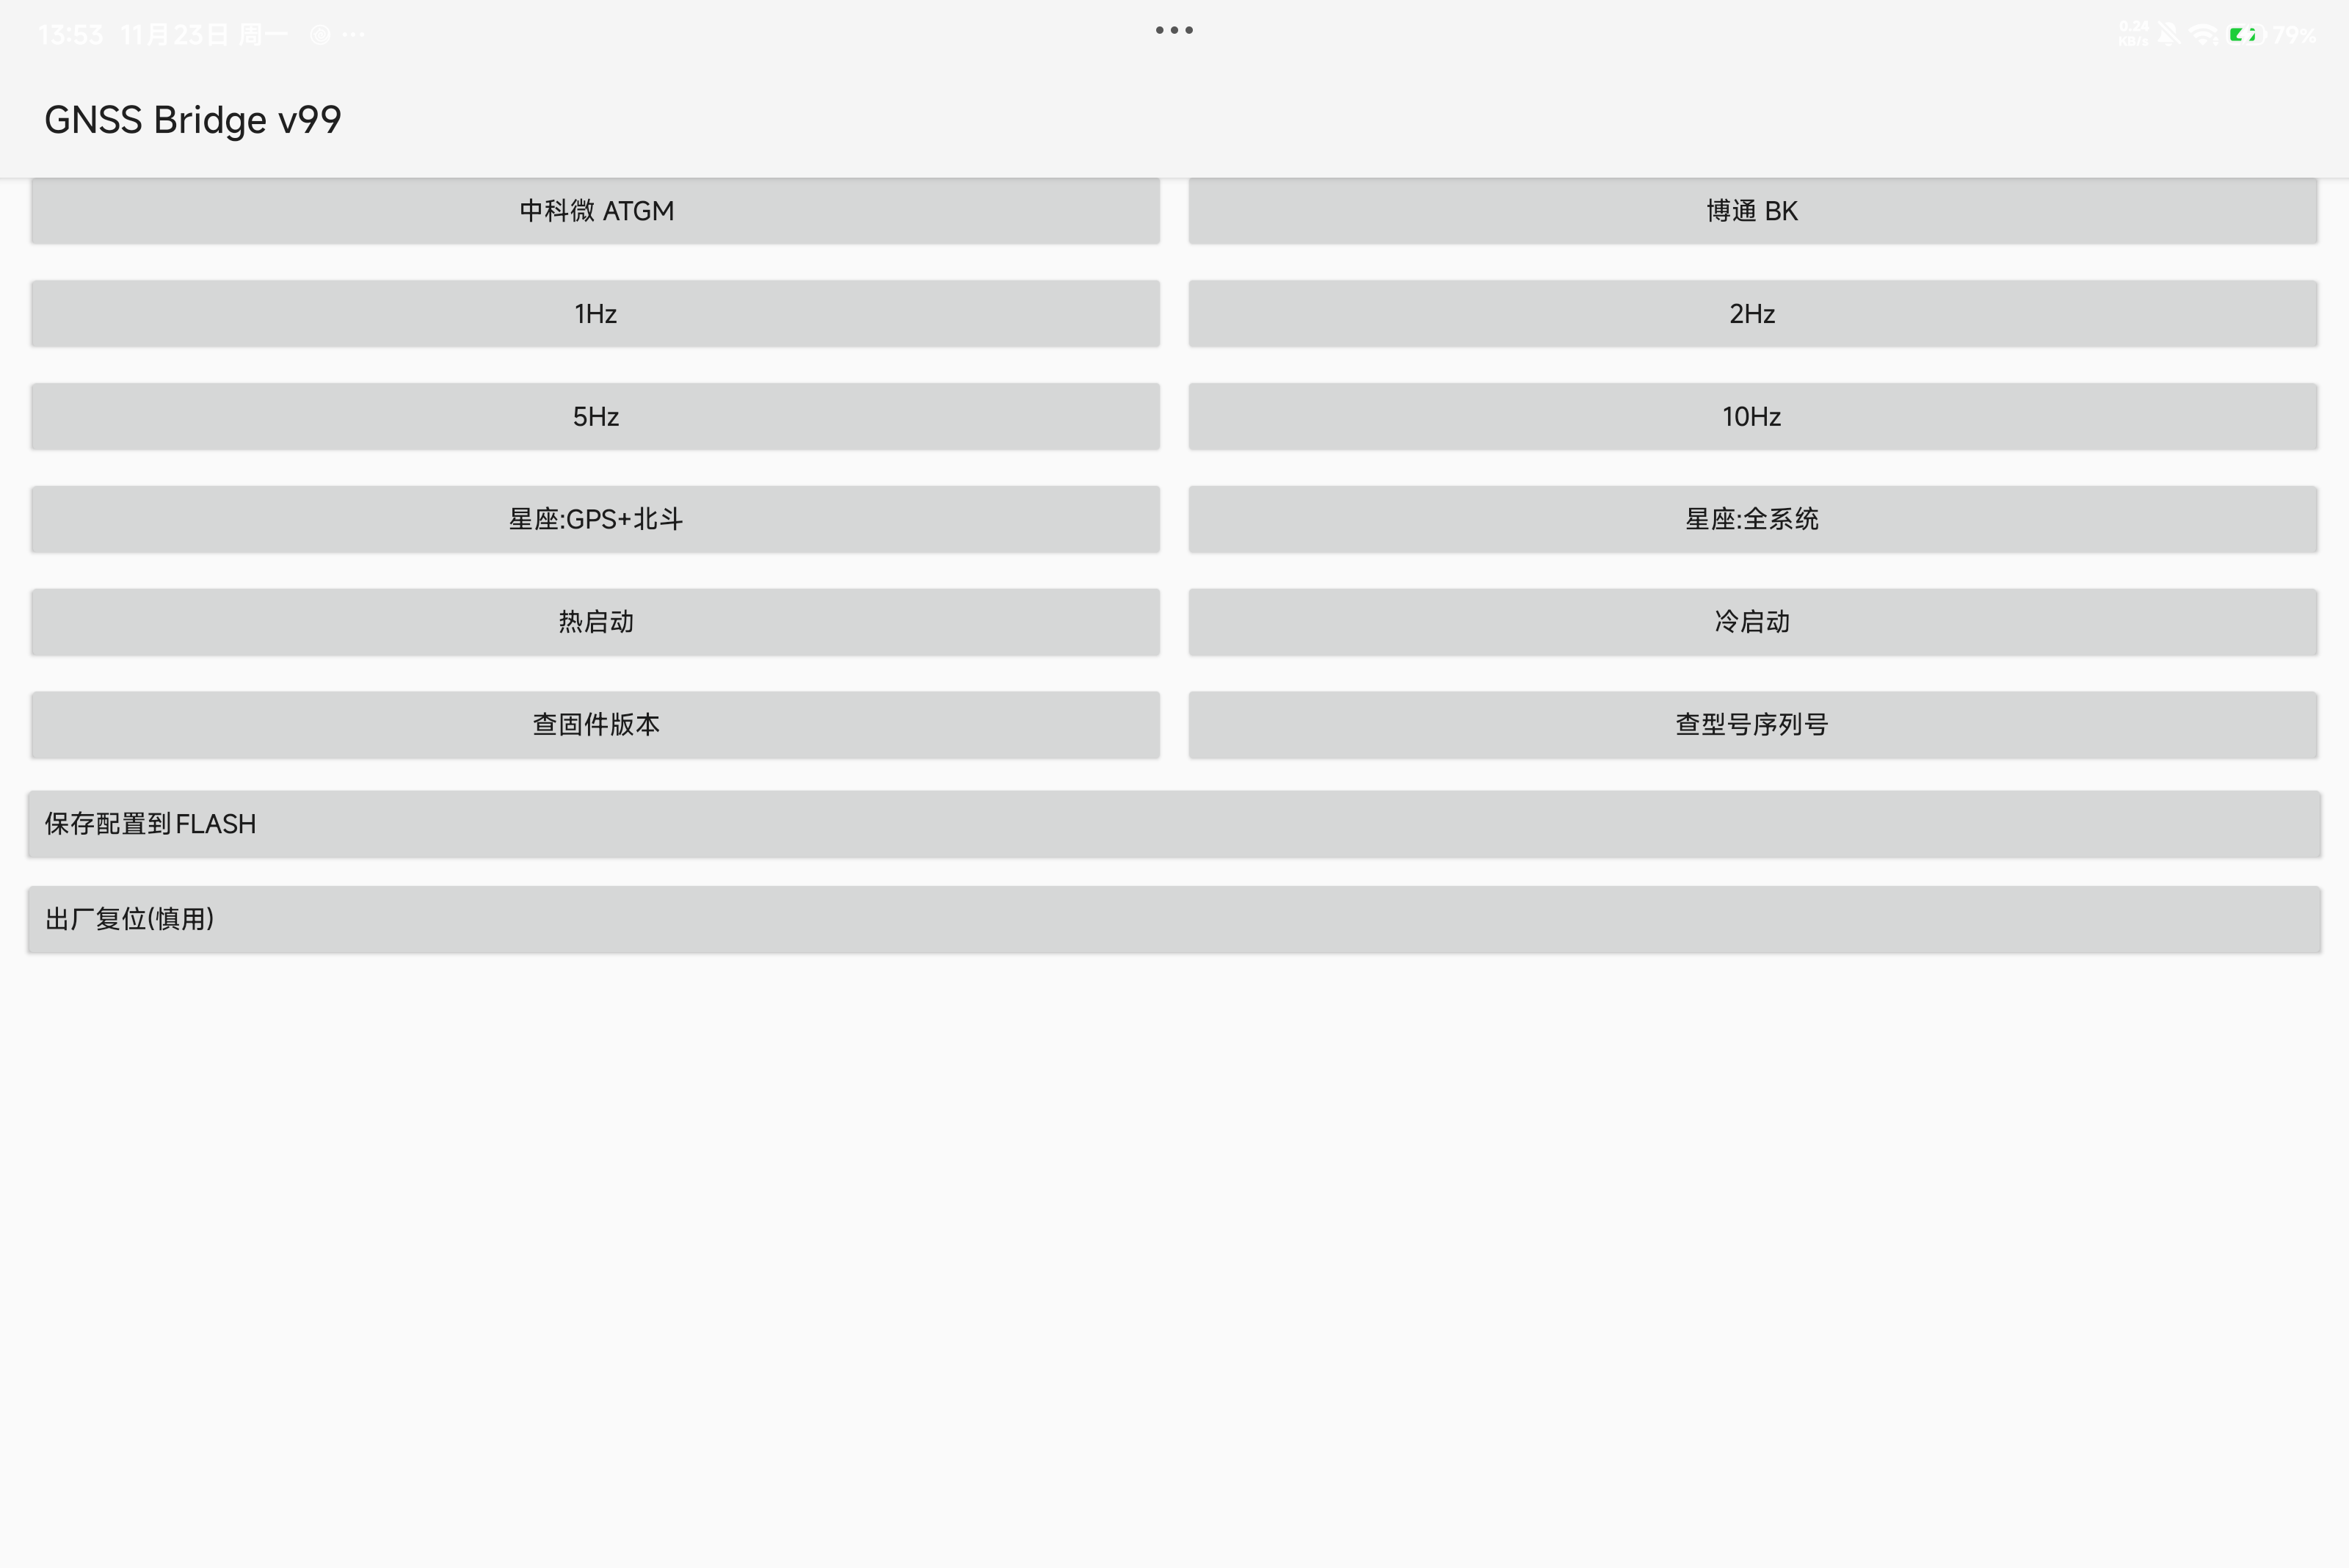 13:53 11月23日 周一
0.24 KB/s 79%
GNSS Bridge v99
中科微 ATGM 博通 BK
1Hz 2Hz
5Hz 10Hz
星座:GPS+北斗 星座:全系统
热启动 冷启动
查固件版本 查型号序列号
保存配置到FLASH
出厂复位(慎用)